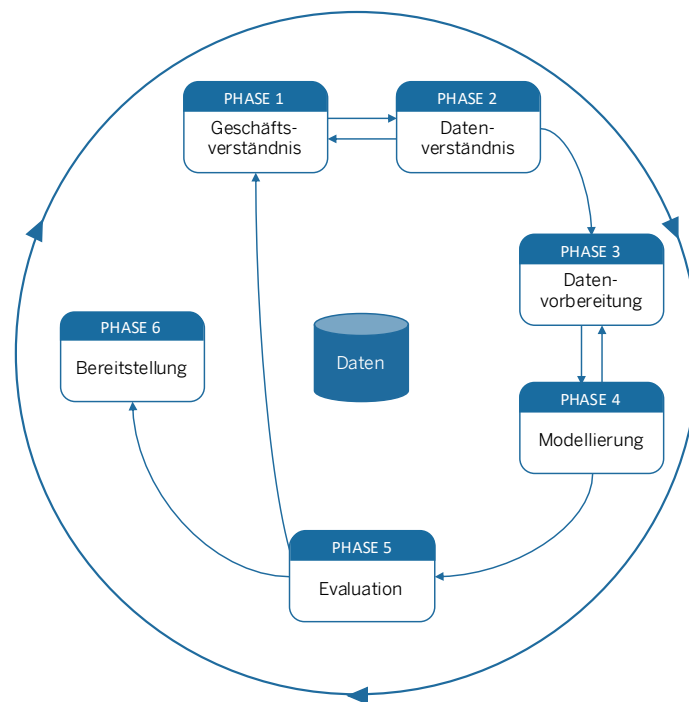 PHASE 1
Geschäfts-
verständnis
PHASE 2
Daten-
verständnis
PHASE 3
Daten-
vorbereitung
PHASE 4
Modellierung
PHASE 5
Evaluation
PHASE 6
Bereitstellung
Daten